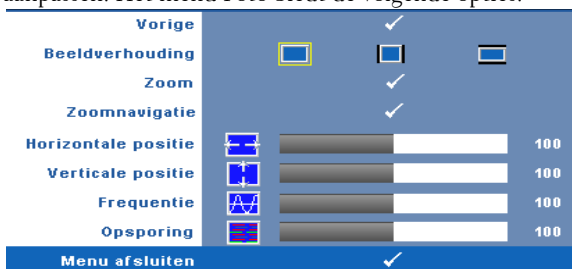 Vorige
Beeldverhouding
Zoom
Zoomnavigatie
Horizontale positie 100
Verticale positie 100
Frequentie 100
Opsporing 100
Menu afsluiten